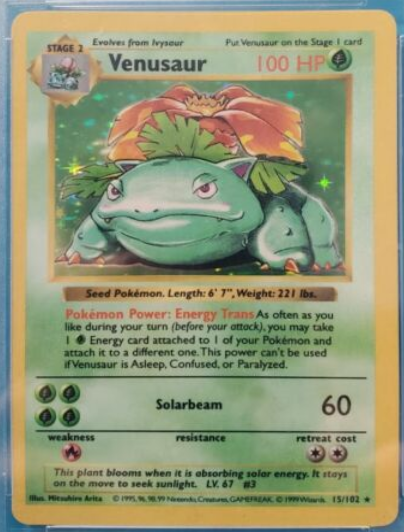 Evolves from Ivysaur Put Venusaur on the Stage 1 card
STAGE 2
Venusaur 100 HP
Seed Pokémon. Length: 6' 7", Weight: 221 lbs.
Pokémon Power: Energy Trans As often as you
like during your turn (before your attack), you may take
1 Energy card attached to 1 of your Pokémon and
attach it to a different one. This power can't be used
if Venusaur is Asleep, Confused, or Paralyzed.
Solarbeam 60
weakness resistance retreat cost
This plant blooms when it is absorbing solar energy. It stays
on the move to seek sunlight. LV. 67 #3
Illus. Mitsuhiro Arita © 1995, 96, 98, 99 Nintendo, Creatures, GAMEFREAK. © 1999 Wizards. 15/102 ★